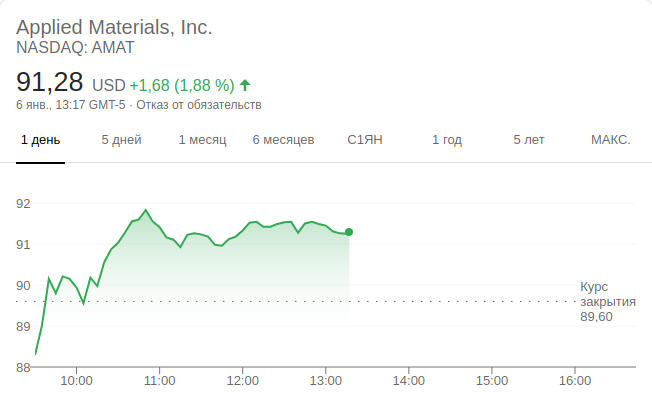 Applied Materials, Inc.
NASDAQ: AMAT
91,28 USD +1,68 (1,88 %)
6 янв., 13:17 GMT-5 · Отказ от обязательств
1 день 5 дней 1 месяц 6 месяцев С1ЯН 1 год 5 лет МАКС.
92
91
90
Курс
закрытия
89,60
89
88
10:00 11:00 12:00 13:00 14:00 15:00 16:00